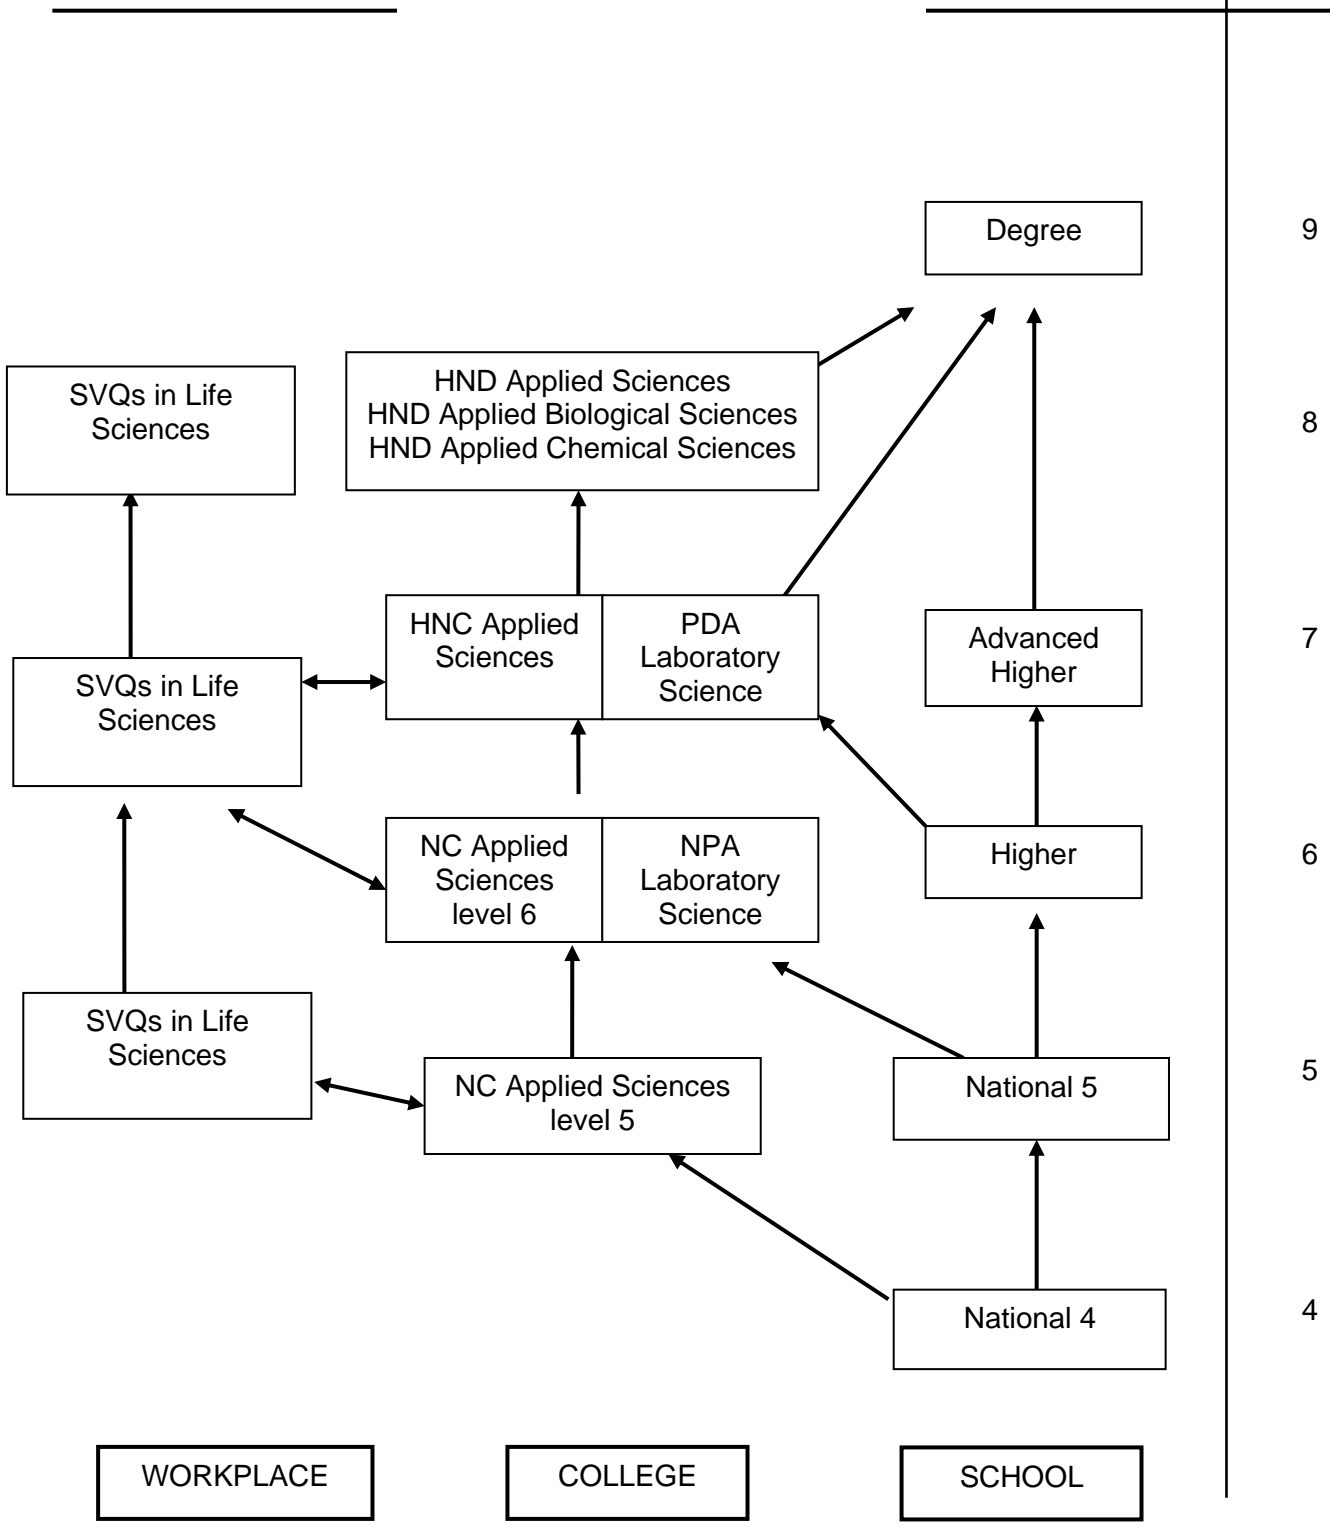 Degree
9
HND Applied Sciences
HND Applied Biological Sciences
HND Applied Chemical Sciences
SVQs in Life
Sciences
8
HNC Applied
Sciences
PDA
Laboratory
Science
Advanced
Higher
7
SVQs in Life
Sciences
NC Applied
Sciences
level 6
NPA
Laboratory
Science
Higher
6
SVQs in Life
Sciences
NC Applied Sciences
level 5
National 5
5
National 4
4
WORKPLACE
COLLEGE
SCHOOL